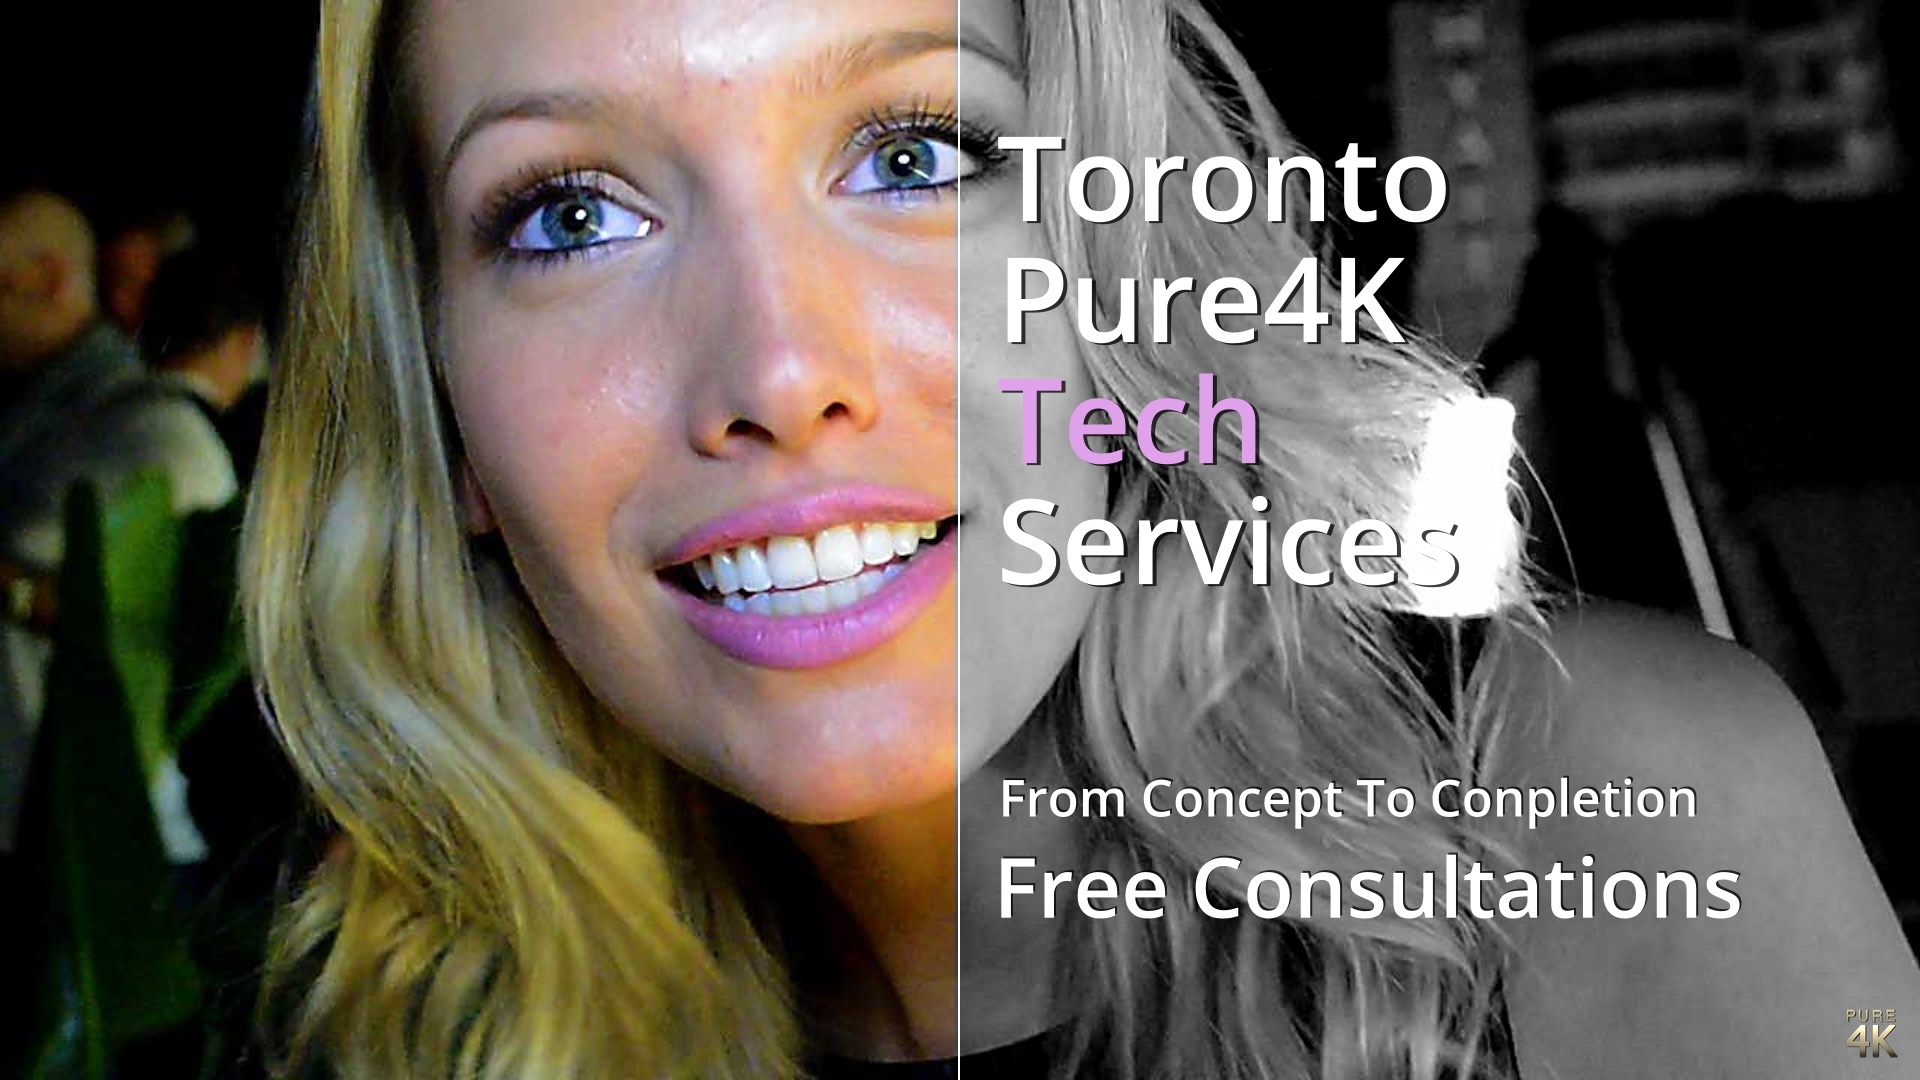 Toronto
Pure4K
Tech
Services
From Concept To Conpletion
Free Consultations
PURE
4K